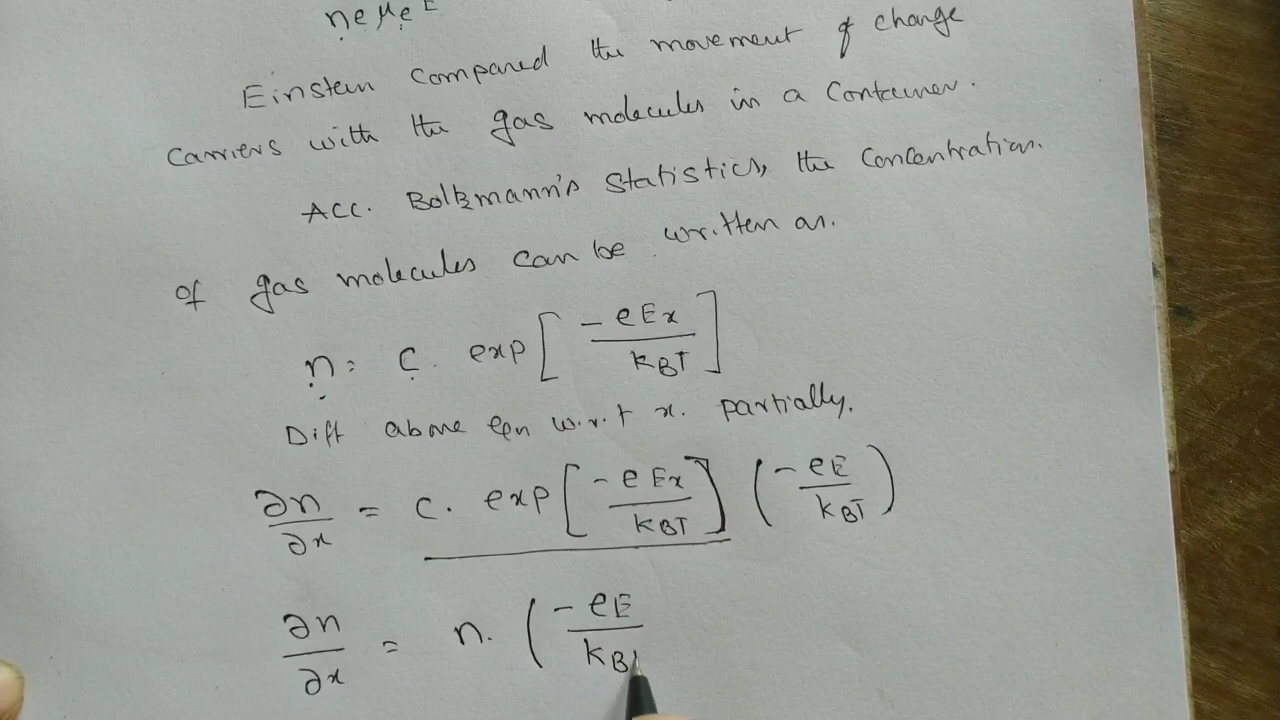 neμeE
Einstein Compared the movement of change
Carriers with the gas molecules in a Container.
Acc. Boltzmann's Statistics, the Concentration.
of gas molecules can be written as.
n = C. exp[-eEx/kBT]
Diff above eqn w.r.t x. partially.
∂n/∂x = C. exp[-eEx/kBT] (-eE/kBT)
∂n/∂x = n. (-eE/kB